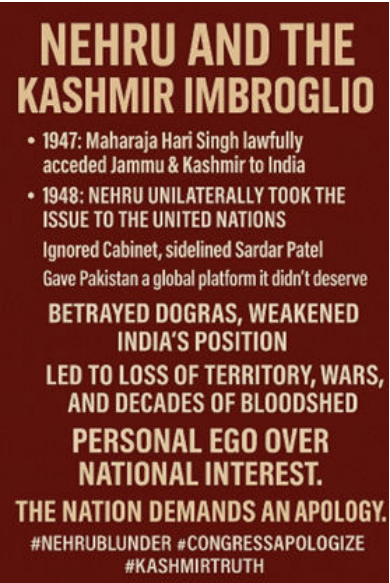 NEHRU AND THE
KASHMIR IMBROGLIO
• 1947: Maharaja Hari Singh lawfully
acceded Jammu & Kashmir to India
• 1948: NEHRU UNILATERALLY TOOK THE
ISSUE TO THE UNITED NATIONS
Ignored Cabinet, sidelined Sardar Patel
Gave Pakistan a global platform it didn't deserve
BETRAYED DOGRAS, WEAKENED
INDIA'S POSITION
LED TO LOSS OF TERRITORY, WARS,
AND DECADES OF BLOODSHED
PERSONAL EGO OVER
NATIONAL INTEREST.
THE NATION DEMANDS AN APOLOGY.
#NEHRUBLUNDER #CONGRESSAPOLOGIZE
#KASHMIRTRUTH